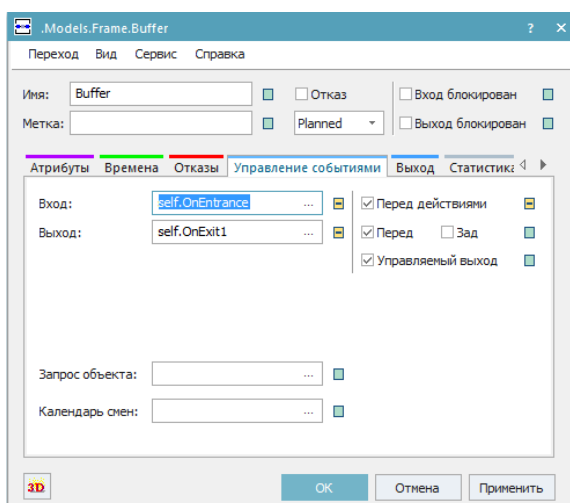 .Models.Frame.Buffer ? ×
Переход Вид Сервис Справка
Имя: Buffer Отказ Вход блокирован
Метка: Planned Выход блокирован
Атрибуты Времена Отказы Управление событиями Выход Статистика
Вход: self.OnEntrance ... Перед действиями
Выход: self.OnExit1 ... Перед Зад
Управляемый выход
Запрос объекта: ...
Календарь смен: ...
3D OK Отмена Применить